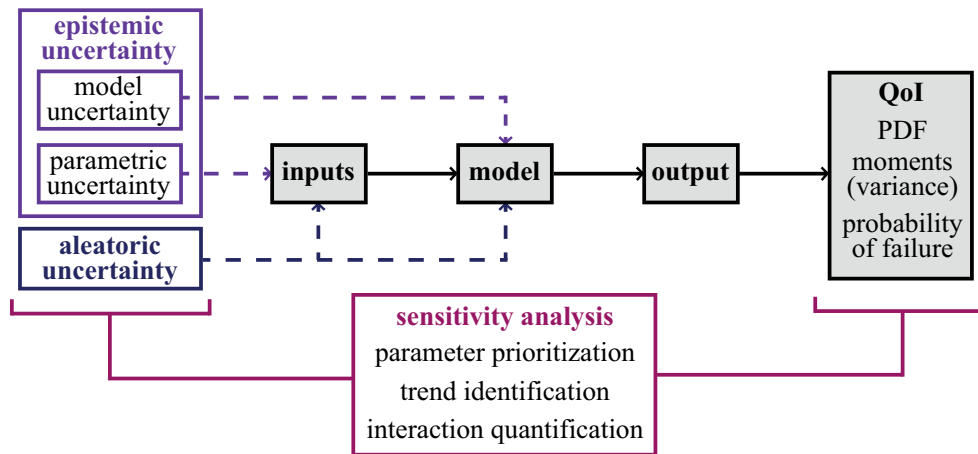 epistemic
uncertainty
model
uncertainty
parametric
uncertainty
aleatoric
uncertainty
inputs
model
output
QoI
PDF
moments
(variance)
probability
of failure
sensitivity analysis
parameter prioritization
trend identification
interaction quantification